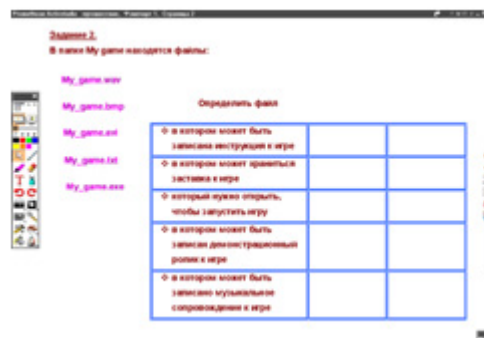 Задание 2.
В папке My game находятся файлы:
My_game.wav
My_game.bmp
Определить файл
My_game.avi
My_game.txt
My_game.exe
❖ в котором может быть
записана инструкция к игре
❖ в котором может храниться
заставка к игре
❖ который нужно открыть,
чтобы запустить игру
❖ в котором может быть
записан демонстрационный
ролик к игре
❖ в котором может быть
записано музыкальное
сопровождение к игре